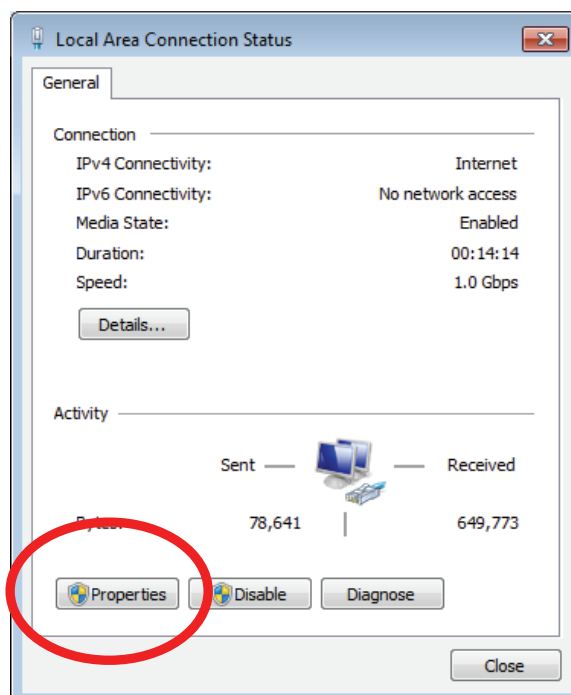 Local Area Connection Status
General
Connection
IPv4 Connectivity: Internet
IPv6 Connectivity: No network access
Media State: Enabled
Duration: 00:14:14
Speed: 1.0 Gbps
Details...
Activity
Sent Received
Bytes: 78,641 649,773
Properties Disable Diagnose
Close